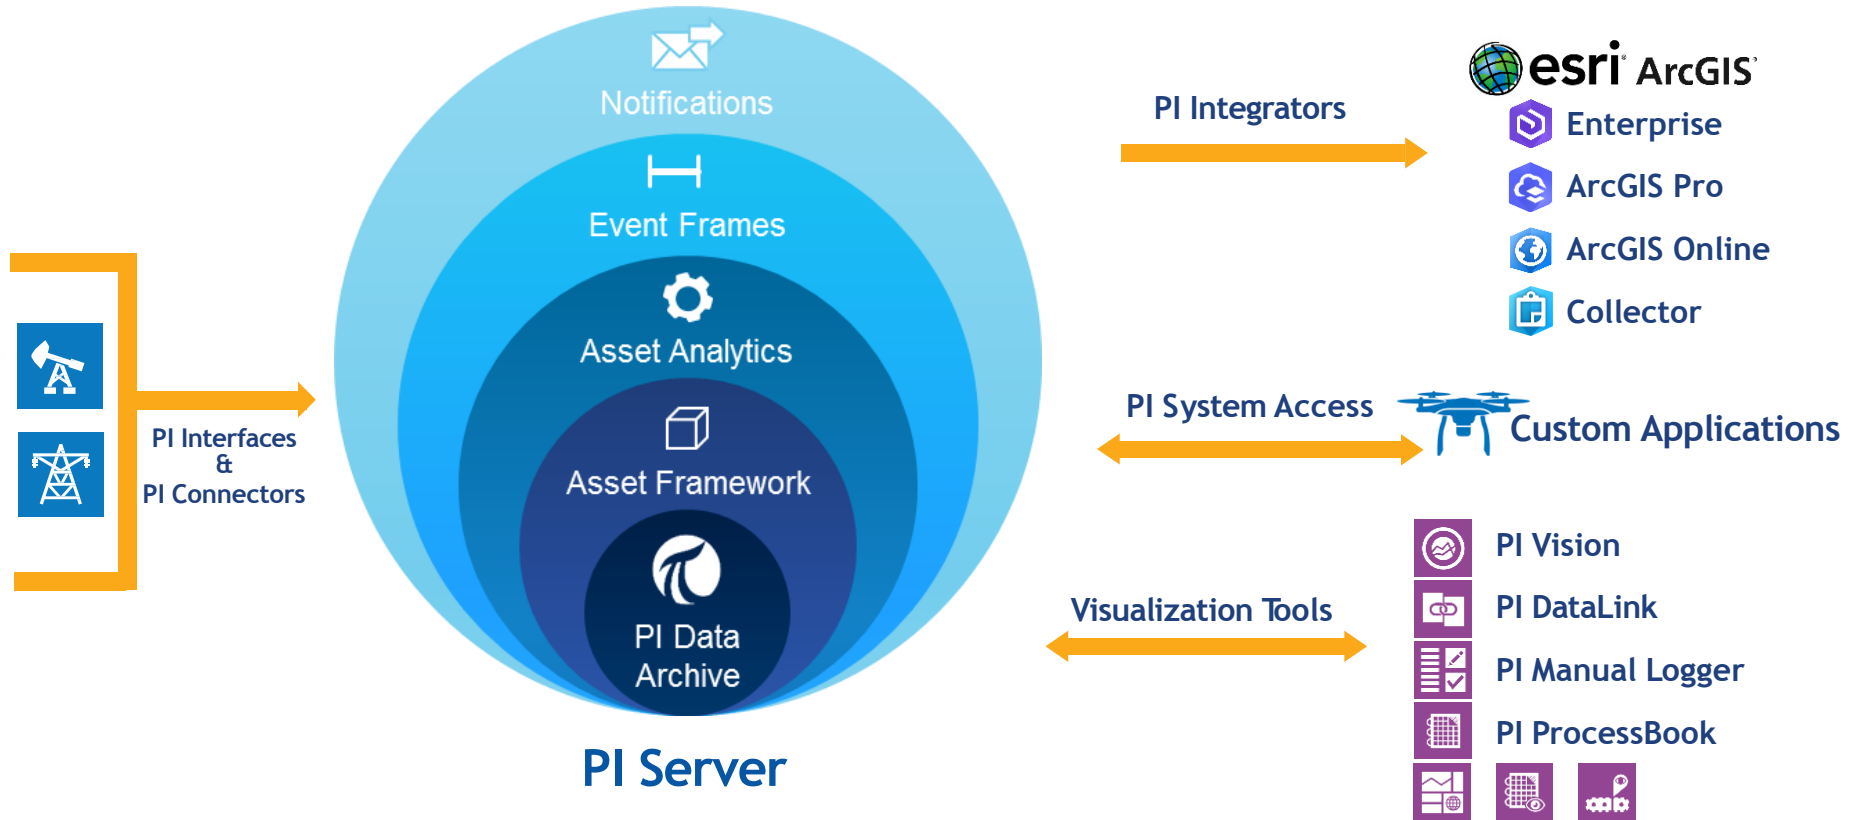 Notifications
Event Frames
Asset Analytics
Asset Framework
PI Data
Archive
PI Server
PI Interfaces
&
PI Connectors
PI Integrators
esri ArcGIS
Enterprise
ArcGIS Pro
ArcGIS Online
Collector
PI System Access
Custom Applications
Visualization Tools
PI Vision
PI DataLink
PI Manual Logger
PI ProcessBook